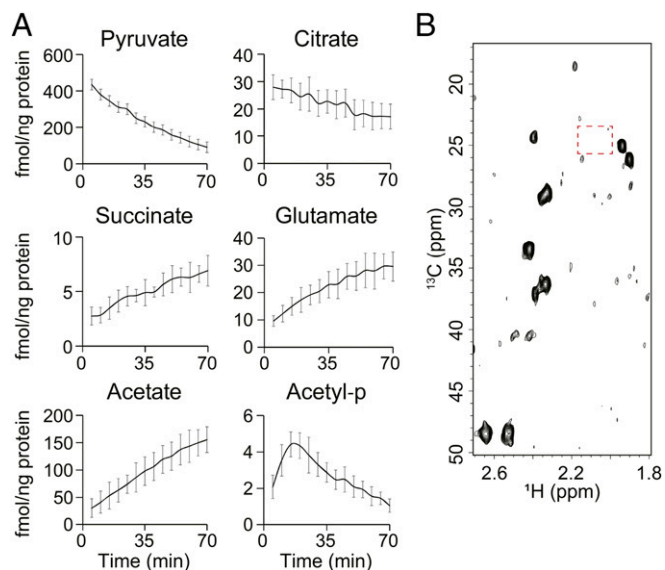 A
Pyruvate
Citrate
fmol/ng protein
600
400
200
0
0 35 70
40
30
20
10
0
0 35 70
Succinate
Glutamate
fmol/ng protein
10
5
0
0 35 70
40
30
20
10
0
0 35 70
Acetate
Acetyl-p
fmol/ng protein
200
150
100
50
0
0 35 70
Time (min)
6
4
2
0
0 35 70
Time (min)
B
20
25
30
35
40
45
50
¹³C (ppm)
2.6 2.2 1.8
¹H (ppm)